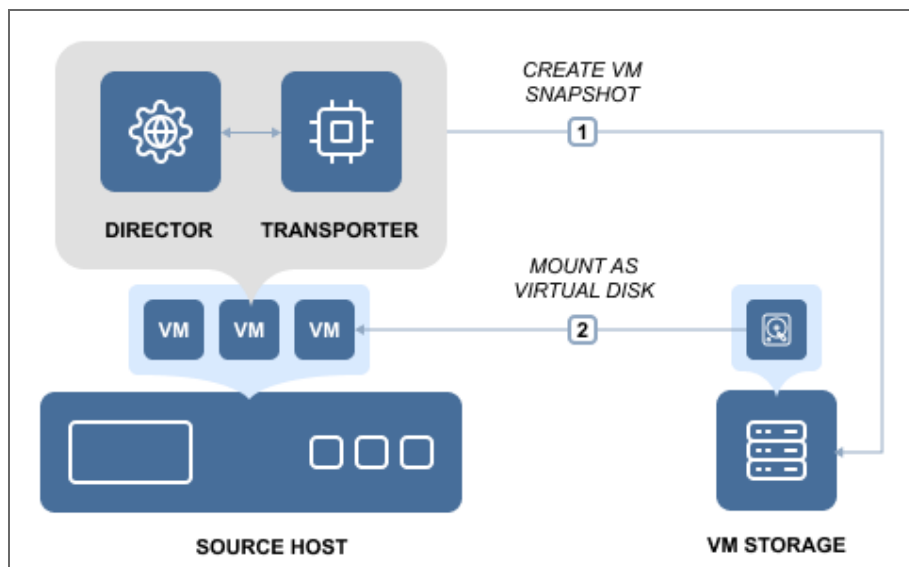 CREATE VM
SNAPSHOT
1
DIRECTOR
TRANSPORTER
MOUNT AS
VIRTUAL DISK
VM
VM
VM
2
SOURCE HOST
VM STORAGE